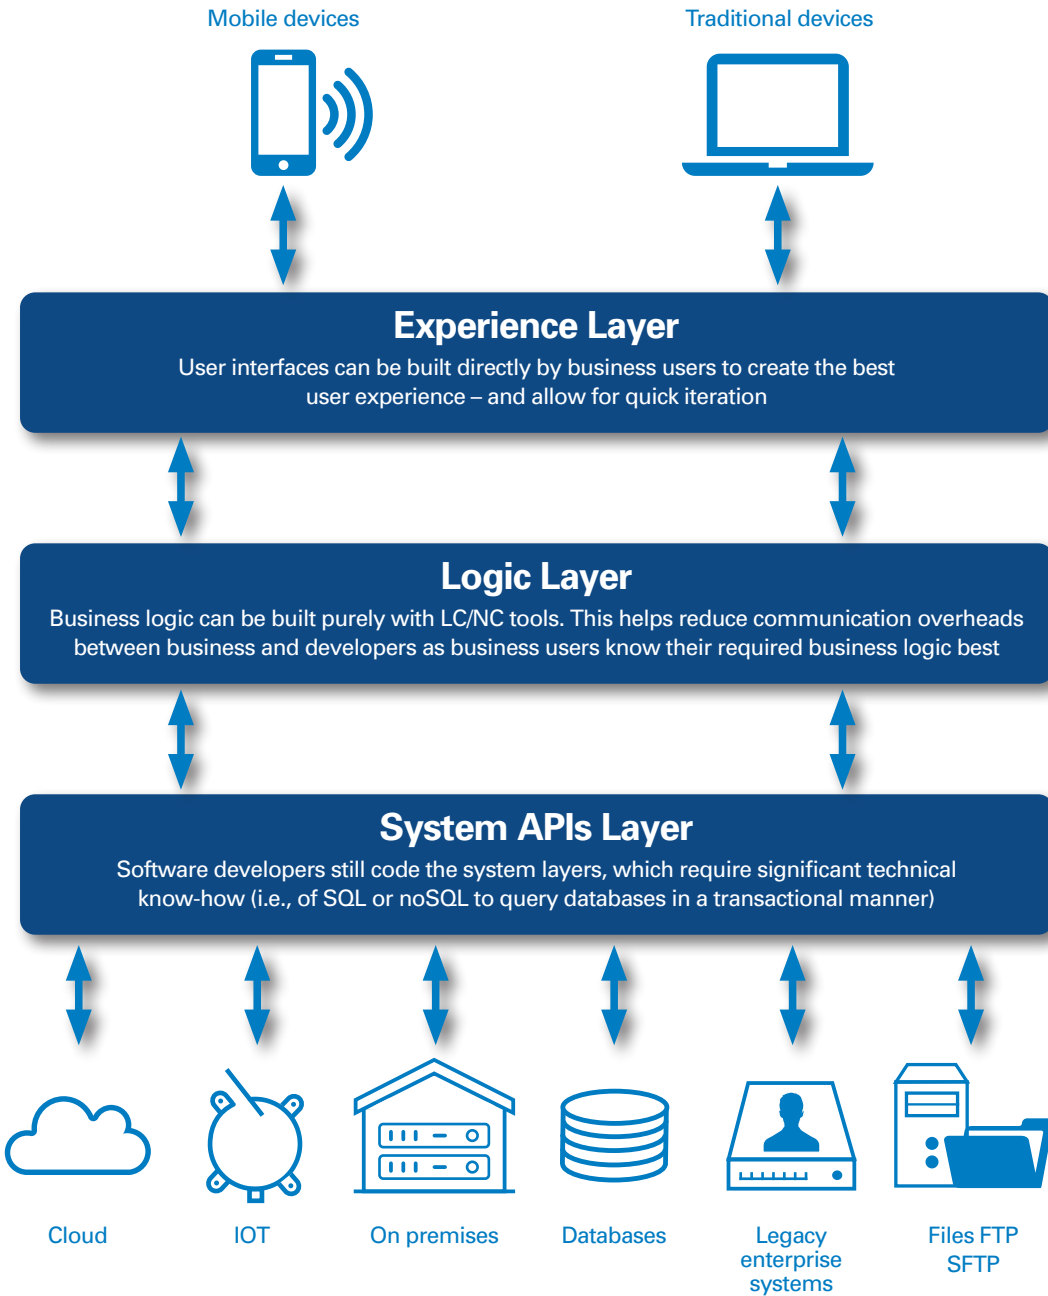 Mobile devices
Traditional devices
Experience Layer
User interfaces can be built directly by business users to create the best
user experience – and allow for quick iteration
Logic Layer
Business logic can be built purely with LC/NC tools. This helps reduce communication overheads
between business and developers as business users know their required business logic best
System APIs Layer
Software developers still code the system layers, which require significant technical
know-how (i.e., of SQL or noSQL to query databases in a transactional manner)
Cloud
IOT
On premises
Databases
Legacy
enterprise
systems
Files FTP
SFTP